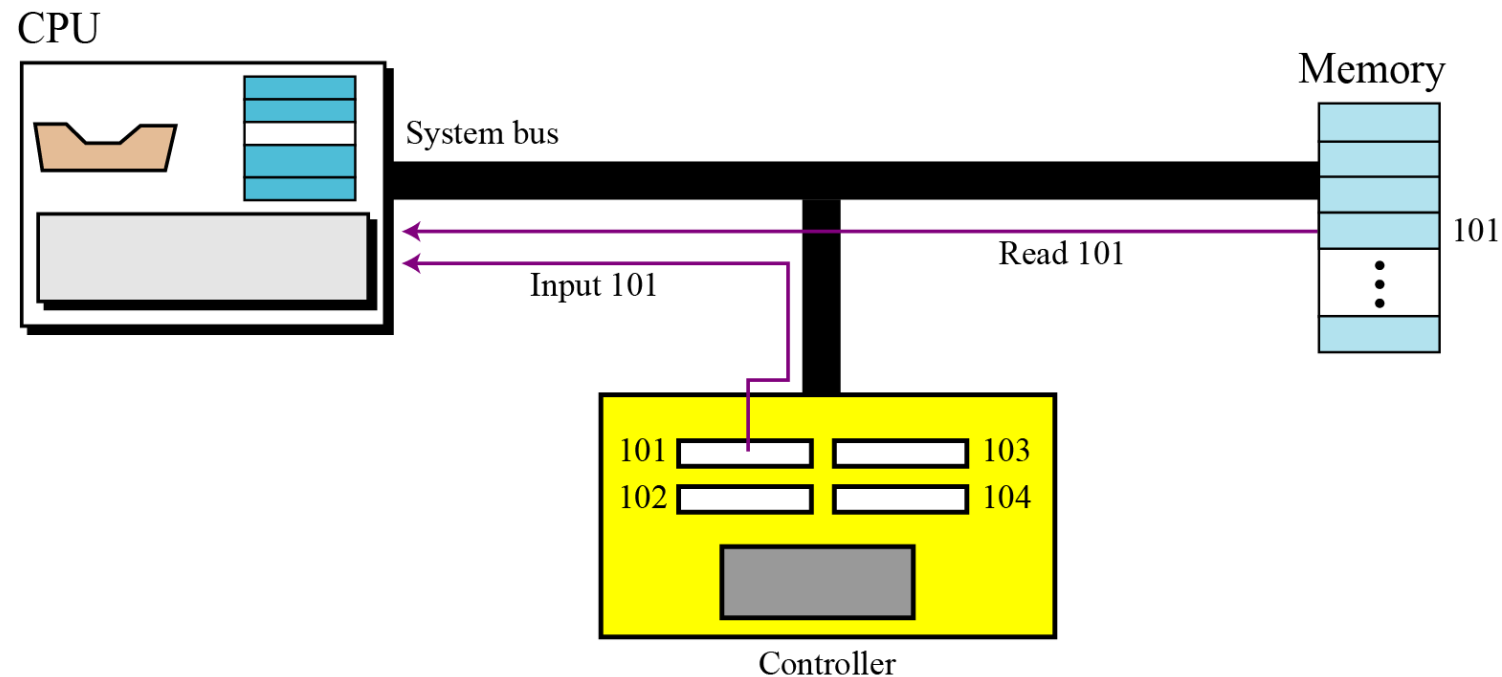 CPU
Memory
System bus
101
Read 101
Input 101
101
103
102
104
Controller